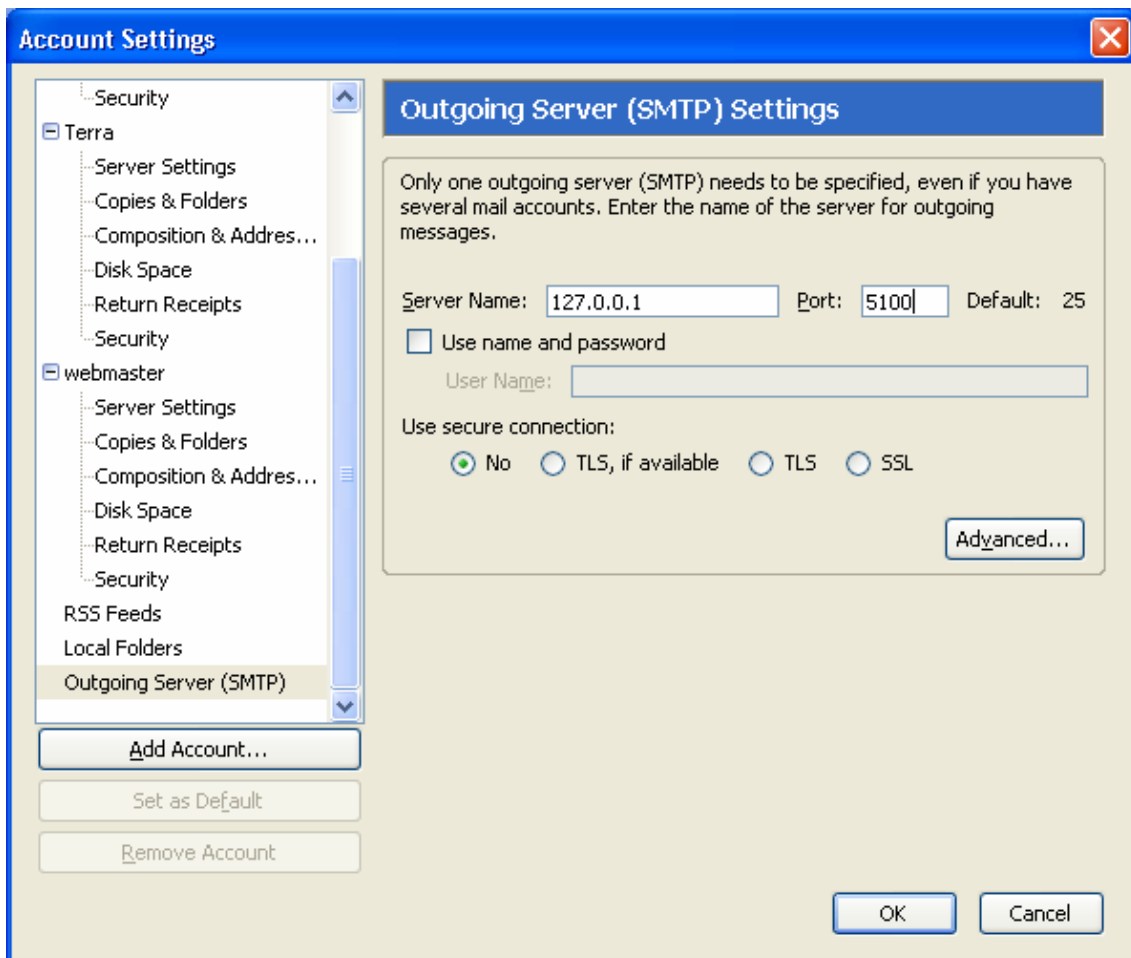 Account Settings
Security
Terra
Server Settings
Copies & Folders
Composition & Addres...
Disk Space
Return Receipts
Security
webmaster
Server Settings
Copies & Folders
Composition & Addres...
Disk Space
Return Receipts
Security
RSS Feeds
Local Folders
Outgoing Server (SMTP)
Add Account...
Set as Default
Remove Account
Outgoing Server (SMTP) Settings
Only one outgoing server (SMTP) needs to be specified, even if you have
several mail accounts. Enter the name of the server for outgoing
messages.
Server Name: 127.0.0.1 Port: 5100 Default: 25
Use name and password
User Name:
Use secure connection:
No TLS, if available TLS SSL
Advanced...
OK Cancel